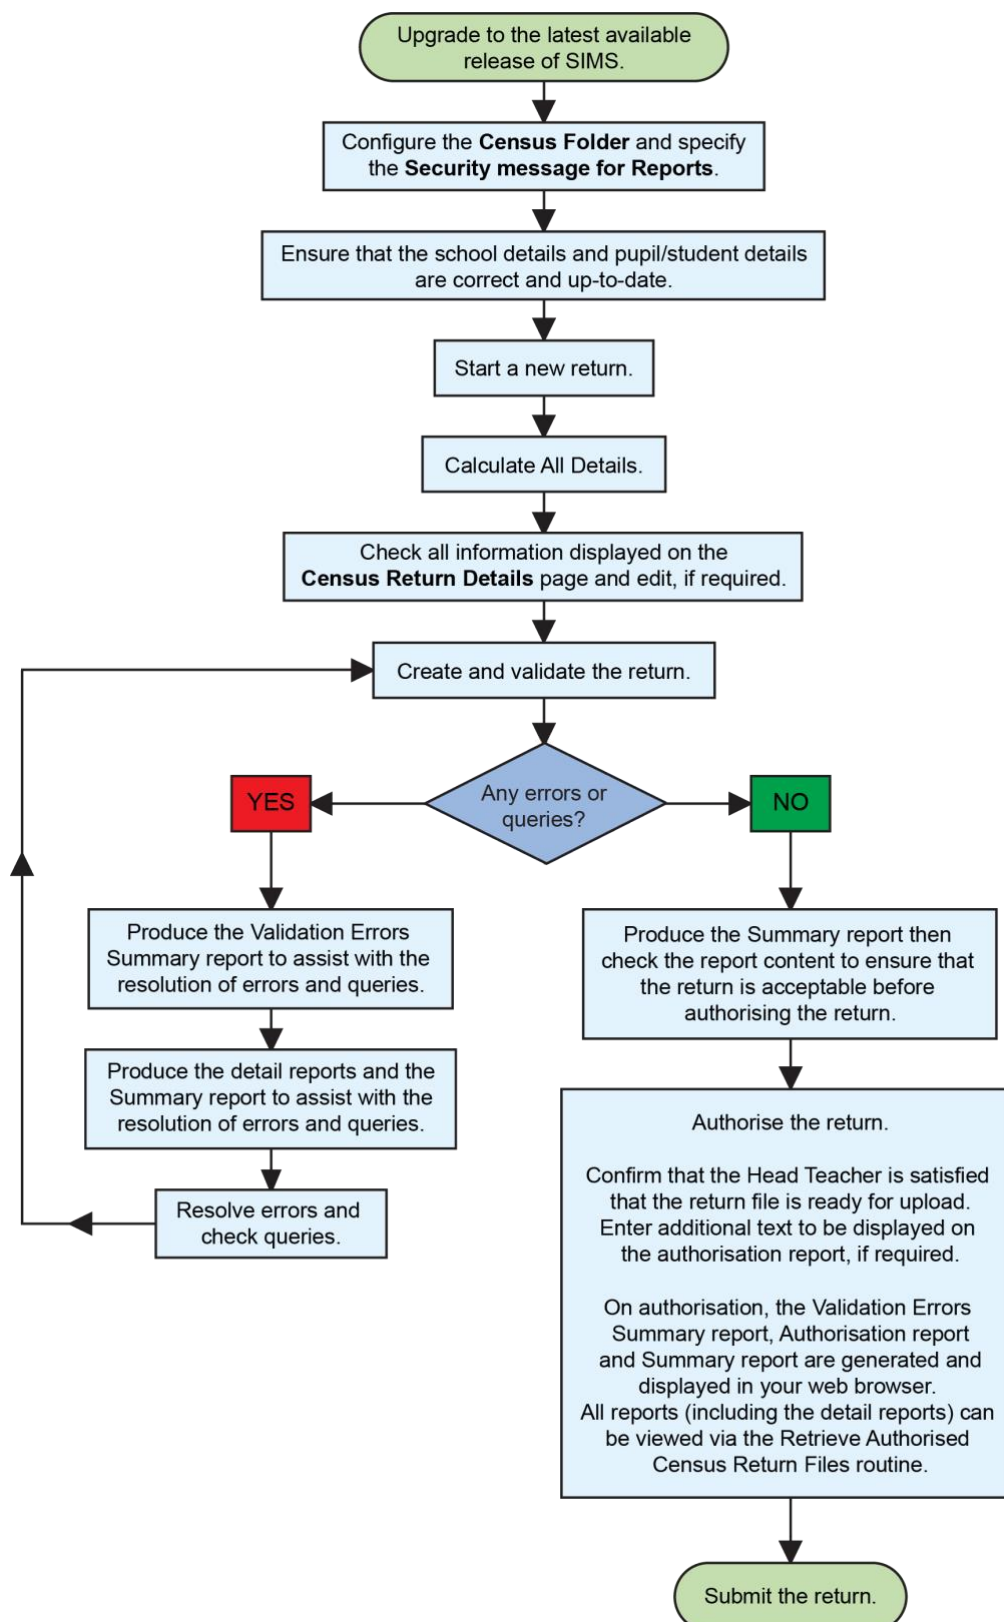 Upgrade to the latest available
release of SIMS.
Configure the Census Folder and specify
the Security message for Reports.
Ensure that the school details and pupil/student details
are correct and up-to-date.
Start a new return.
Calculate All Details.
Check all information displayed on the
Census Return Details page and edit, if required.
Create and validate the return.
Any errors or
queries?
YES
NO
Produce the Validation Errors
Summary report to assist with the
resolution of errors and queries.
Produce the detail reports and the
Summary report to assist with the
resolution of errors and queries.
Resolve errors and
check queries.
Produce the Summary report then
check the report content to ensure that
the return is acceptable before
authorising the return.
Authorise the return.
Confirm that the Head Teacher is satisfied
that the return file is ready for upload.
Enter additional text to be displayed on
the authorisation report, if required.
On authorisation, the Validation Errors
Summary report, Authorisation report
and Summary report are generated and
displayed in your web browser.
All reports (including the detail reports) can
be viewed via the Retrieve Authorised
Census Return Files routine.
Submit the return.